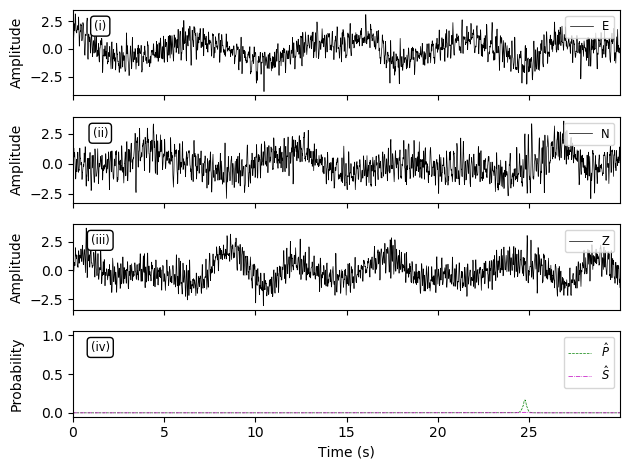 (i)
E
Amplitude
2.5
0.0
−2.5
(ii)
N
Amplitude
2.5
0.0
−2.5
(iii)
Z
Amplitude
2.5
0.0
−2.5
(iv)
P̂
Ŝ
Probability
1.0
0.5
0.0
0 5 10 15 20 25
Time (s)